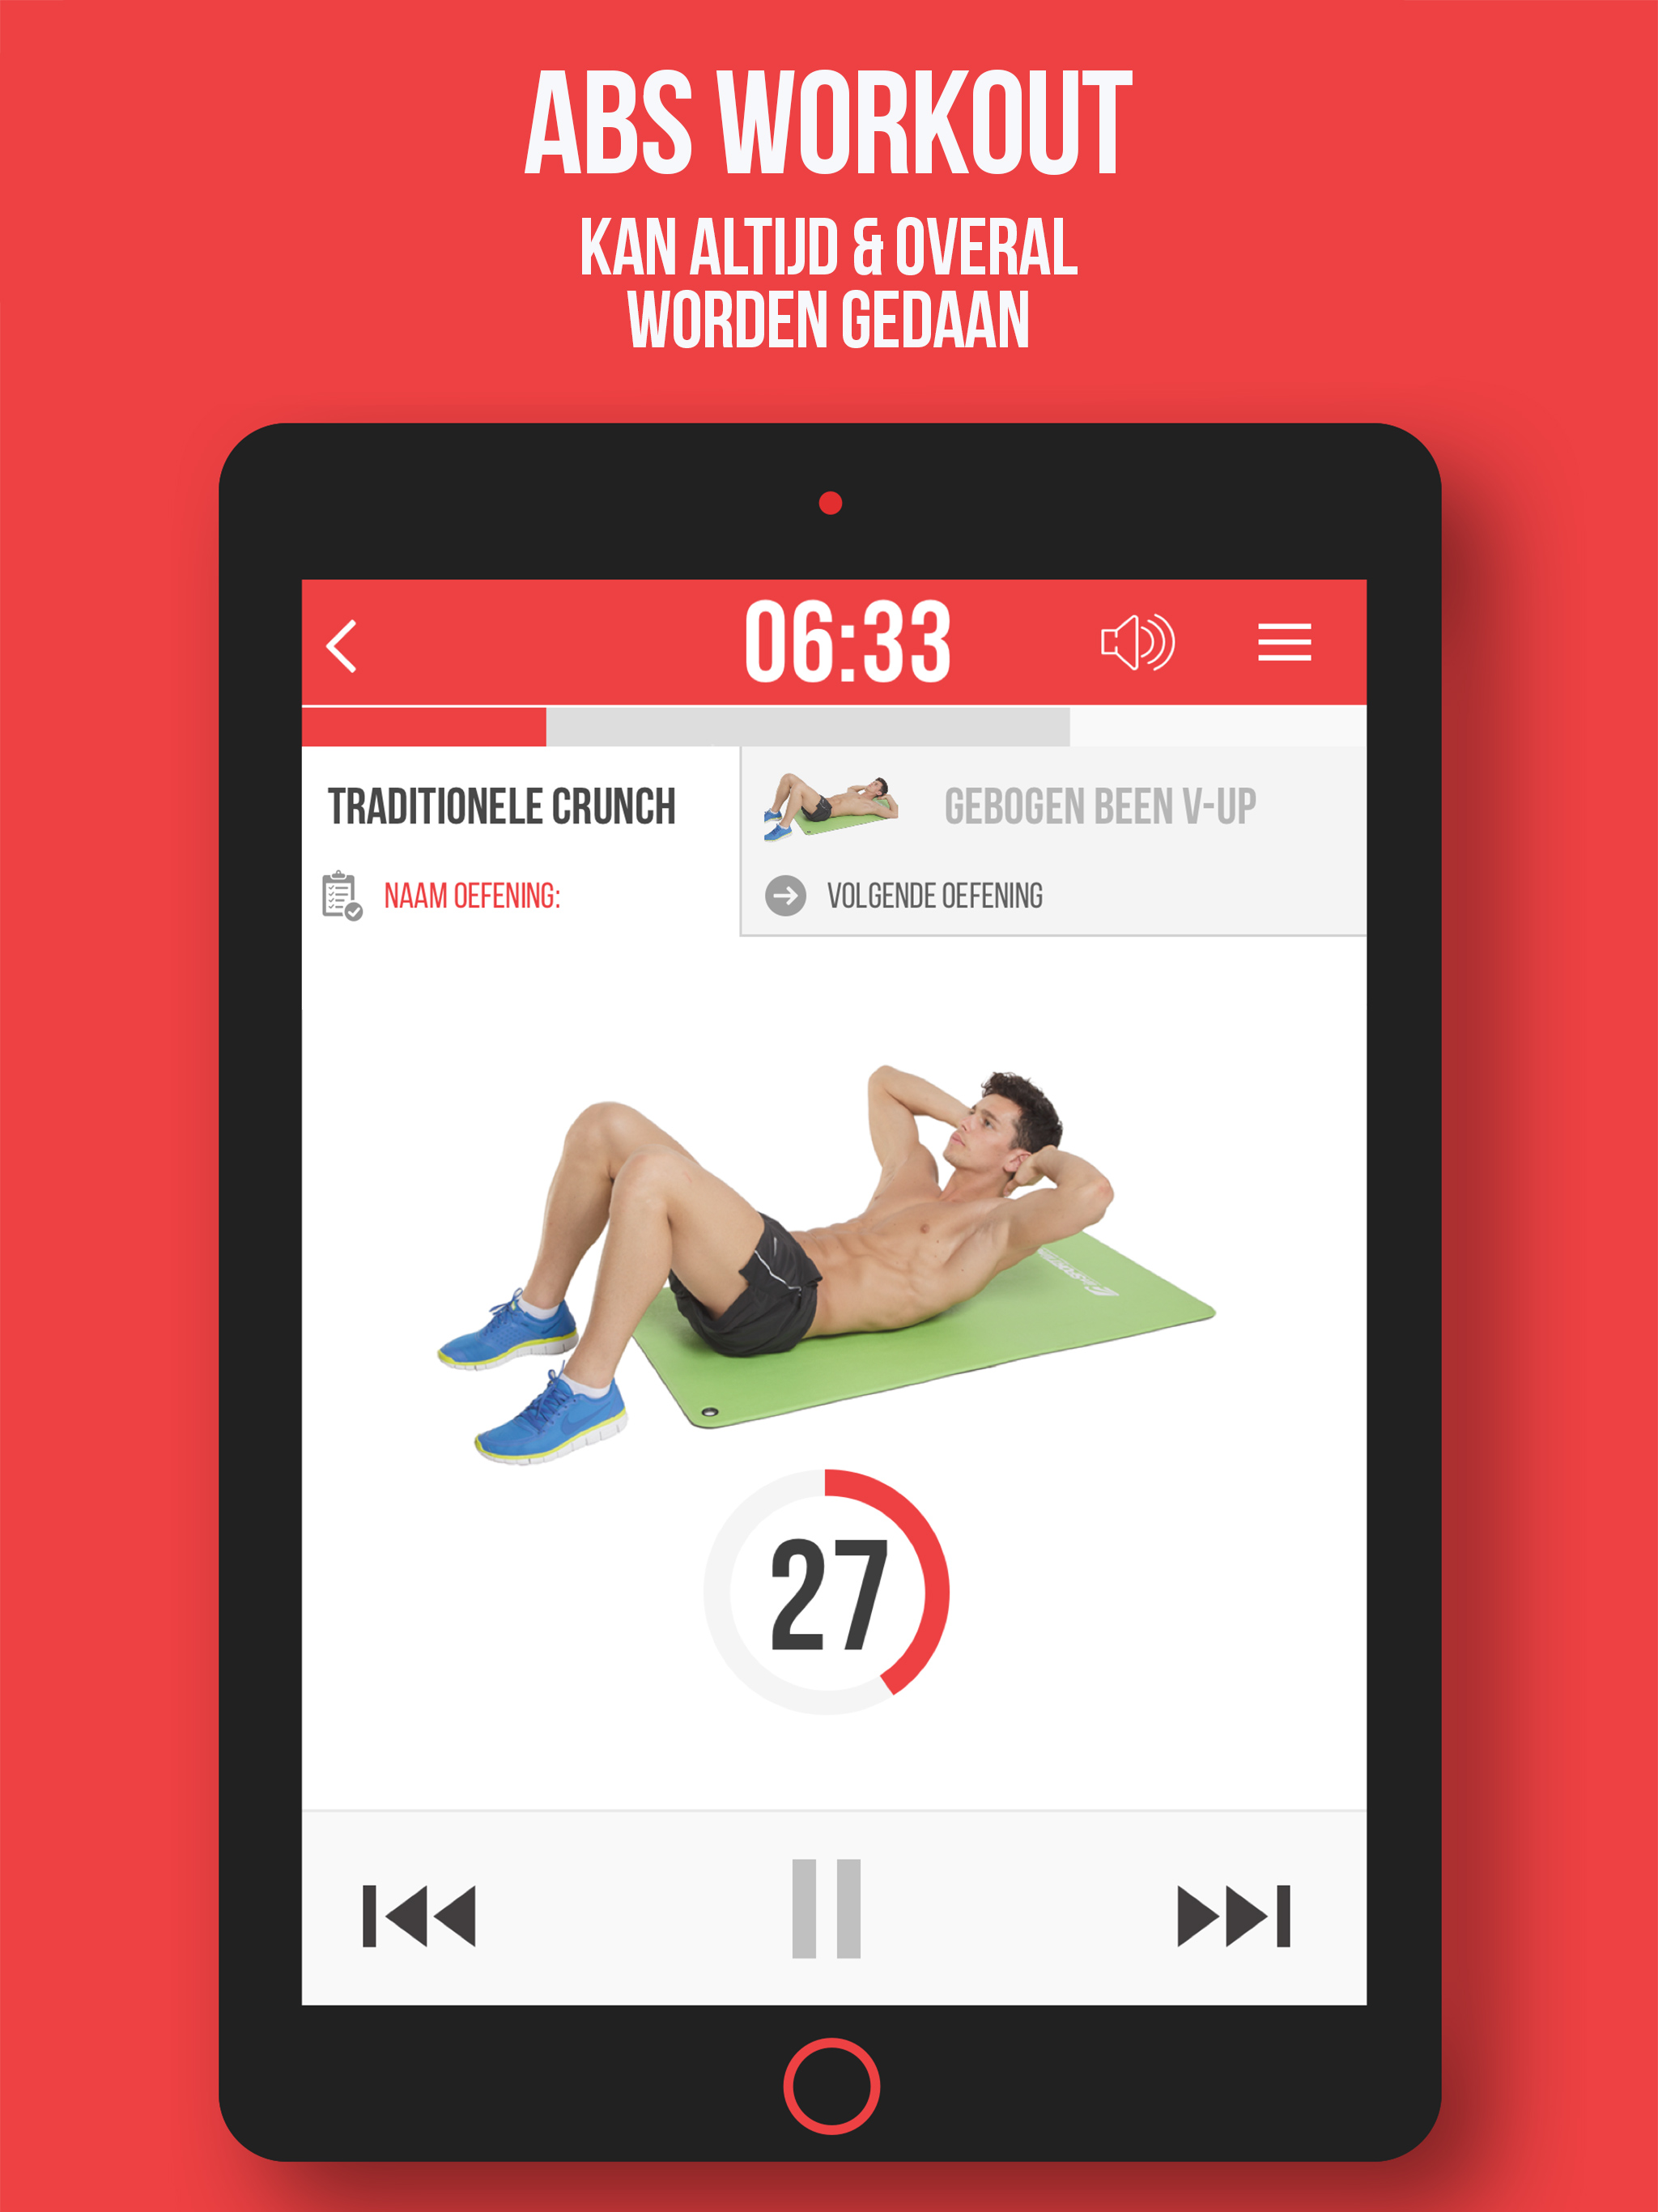 ABS WORKOUT
KAN ALTIJD & OVERAL
WORDEN GEDAAN
06:33
TRADITIONELE CRUNCH
NAAM OEFENING:
GEBOGEN BEEN V-UP
VOLGENDE OEFENING
27